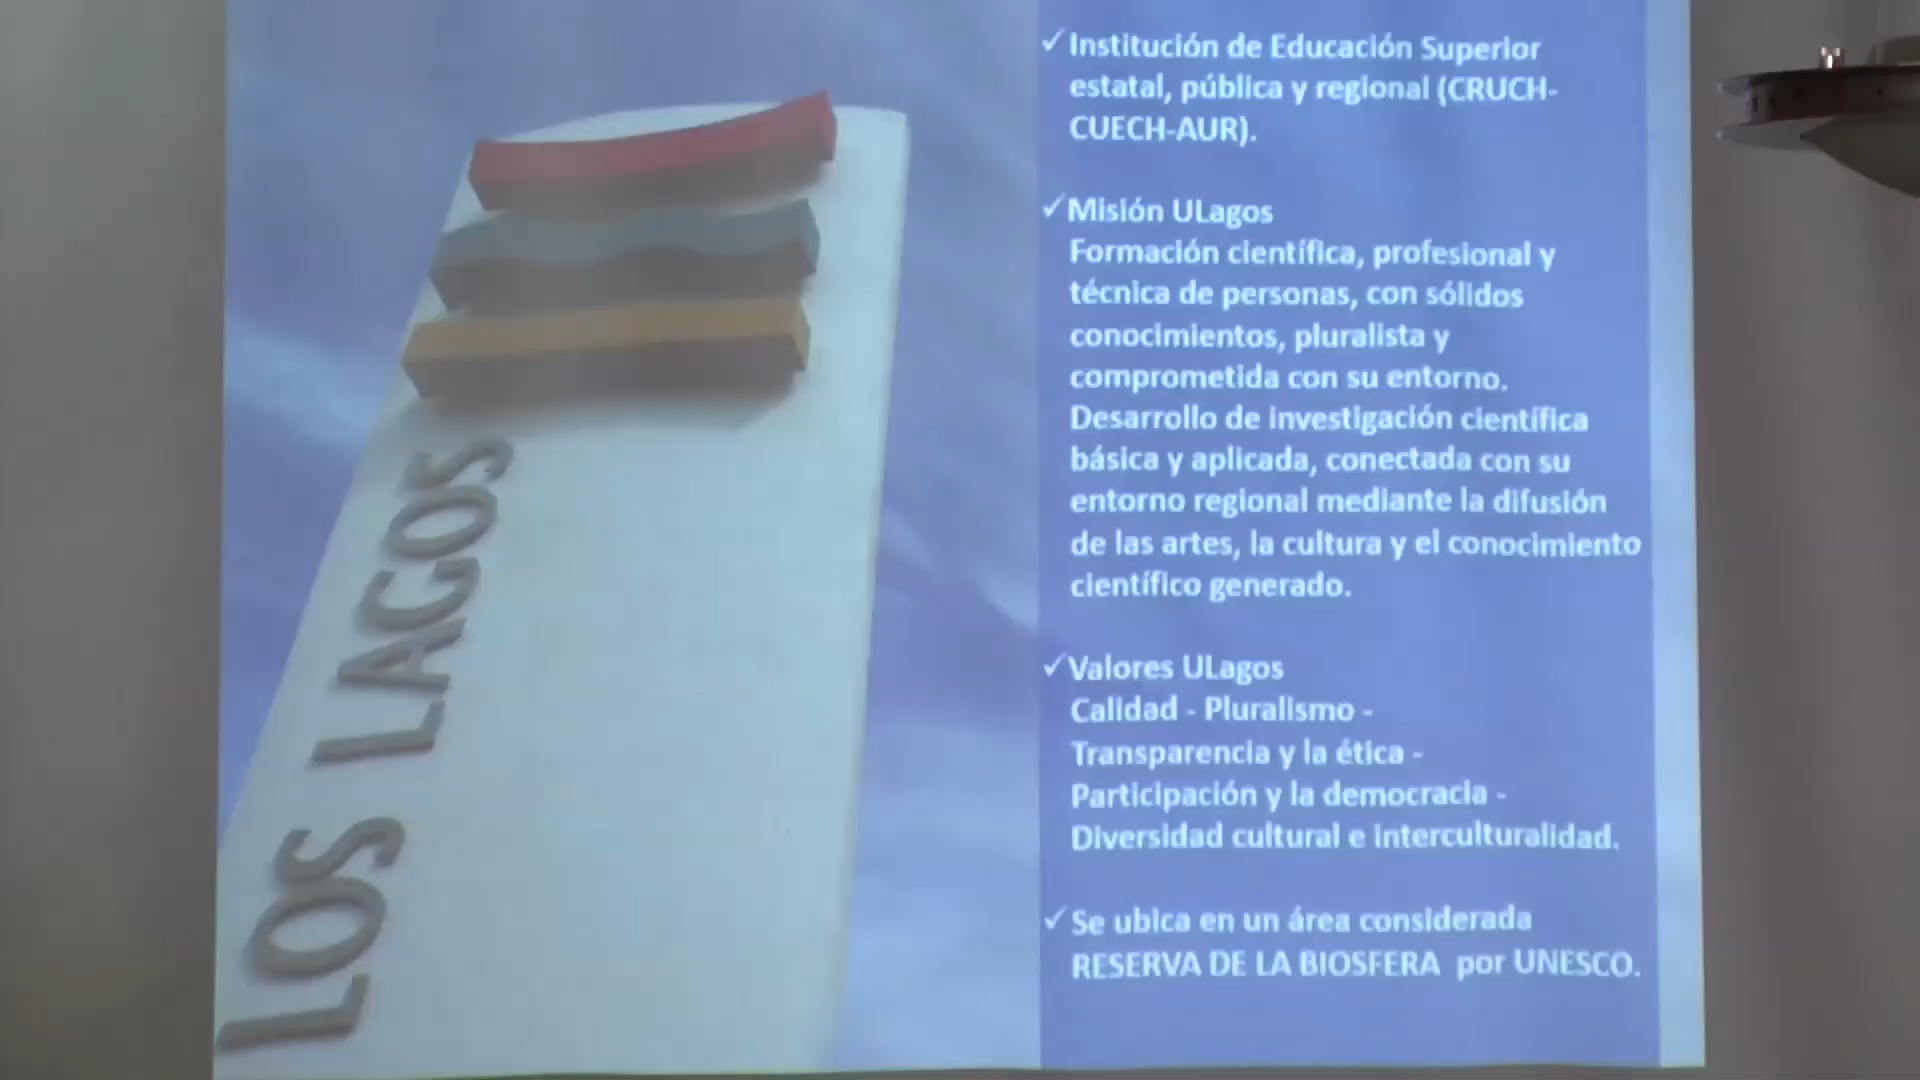 LOS LAGOS
✓Institución de Educación Superior
estatal, pública y regional (CRUCH-
CUECH-AUR).
✓Misión ULagos
Formación científica, profesional y
técnica de personas, con sólidos
conocimientos, pluralista y
comprometida con su entorno.
Desarrollo de investigación científica
básica y aplicada, conectada con su
entorno regional mediante la difusión
de las artes, la cultura y el conocimiento
científico generado.
✓Valores ULagos
Calidad - Pluralismo -
Transparencia y la ética -
Participación y la democracia -
Diversidad cultural e interculturalidad.
✓Se ubica en un área considerada
RESERVA DE LA BIOSFERA por UNESCO.